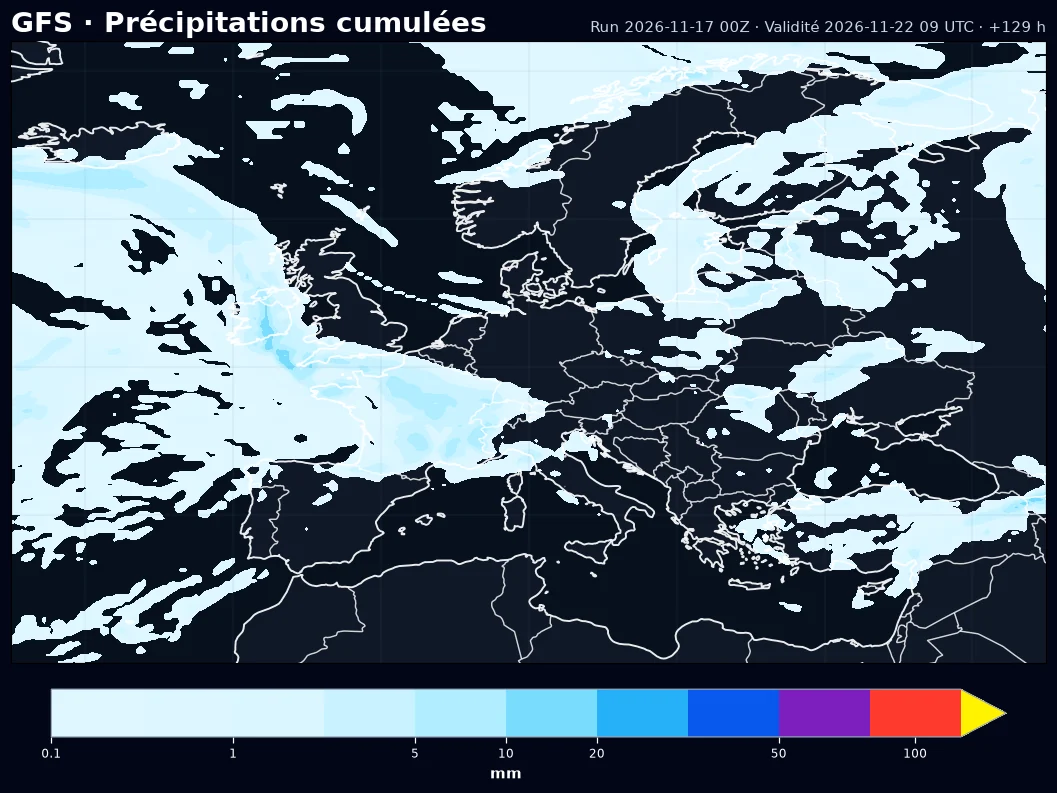 GFS · Précipitations cumulées
Run 2026-11-17 00Z · Validité 2026-11-22 09 UTC · +129 h
0.1 1 5 10 20 50 100
mm